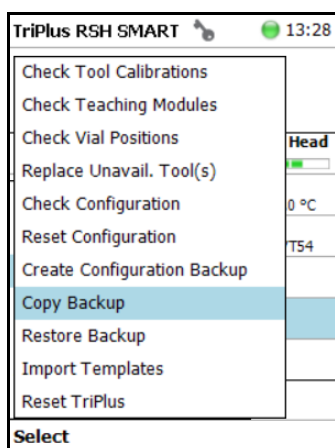 TriPlus RSH SMART 13:28
Check Tool Calibrations
Check Teaching Modules
Check Vial Positions
Head
Replace Unavail. Tool(s)
Check Configuration
0 °C
Reset Configuration
/T54
Create Configuration Backup
Copy Backup
Restore Backup
Import Templates
Reset TriPlus
Select